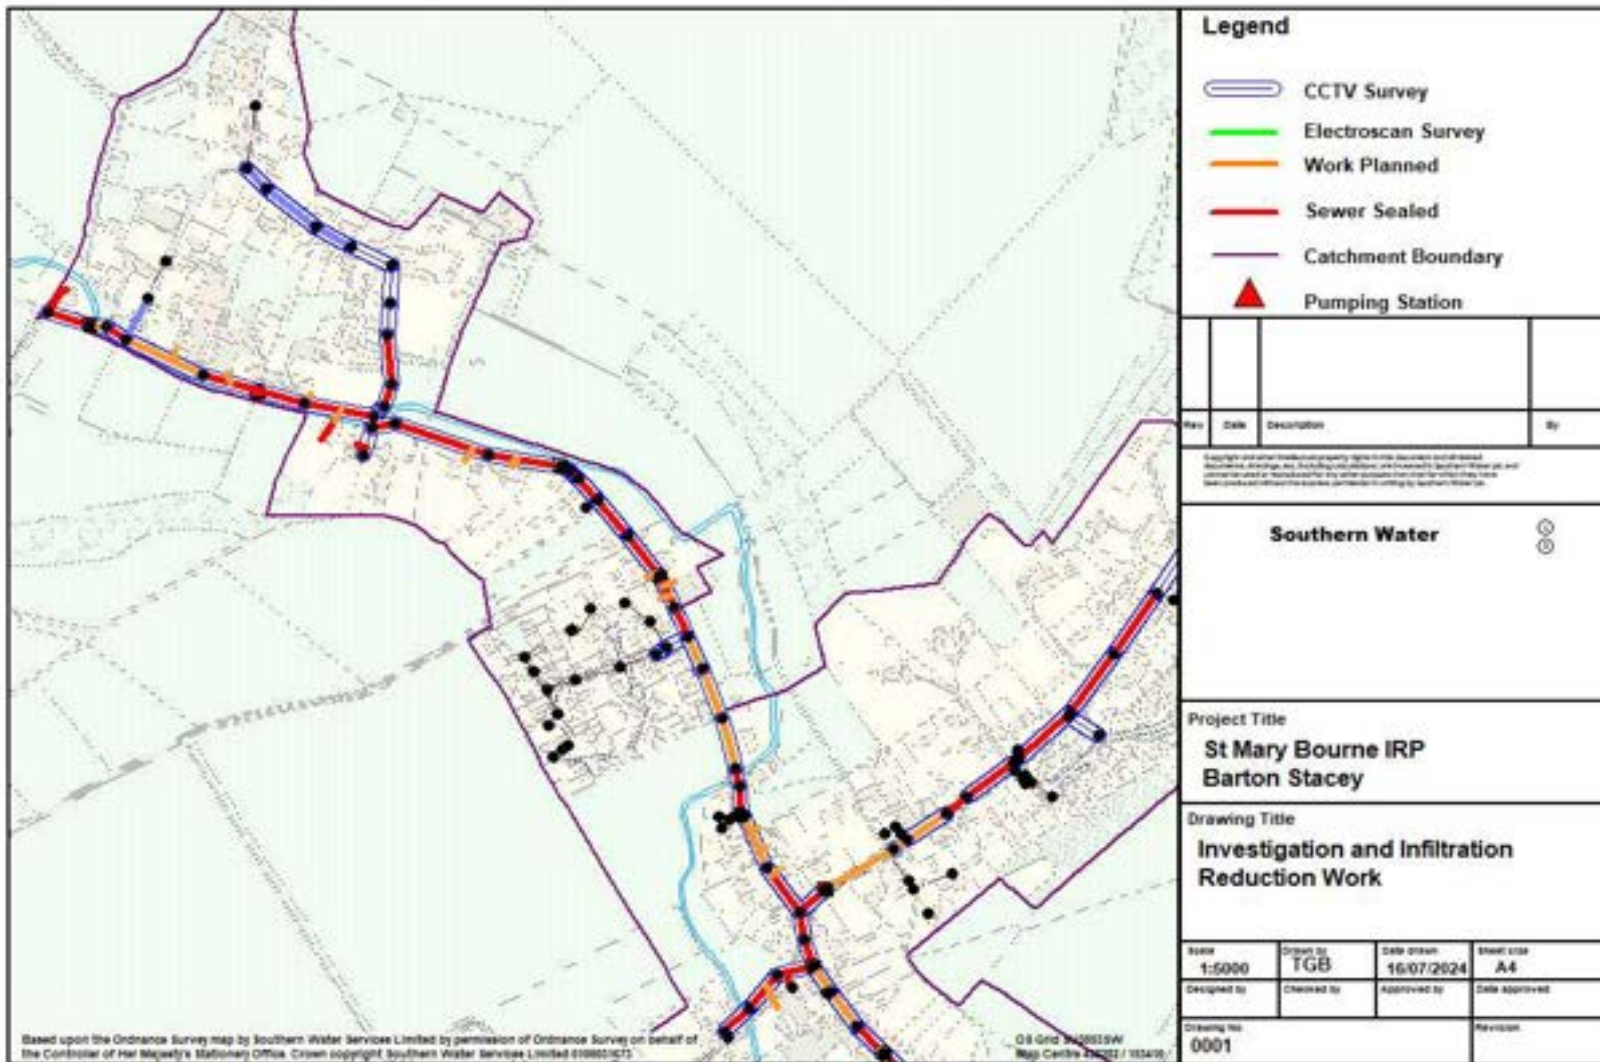 Legend
CCTV Survey
Electroscan Survey
Work Planned
Sewer Sealed
Catchment Boundary
Pumping Station
Rev Date Description By
Southern Water
Project Title
St Mary Bourne IRP
Barton Stacey
Drawing Title
Investigation and Infiltration
Reduction Work
Scale Drawn by Date drawn Sheet size
1:5000 TGB 16/07/2024 A4
Designed by Checked by Approved by Date approved
Drawing No Revision
0001
Based upon the Ordnance Survey map by Southern Water Services Limited by permission of Ordnance Survey on behalf of
the Controller of Her Majesty's Stationery Office. Crown copyright Southern Water Services Limited
OS Grid
Map Centre